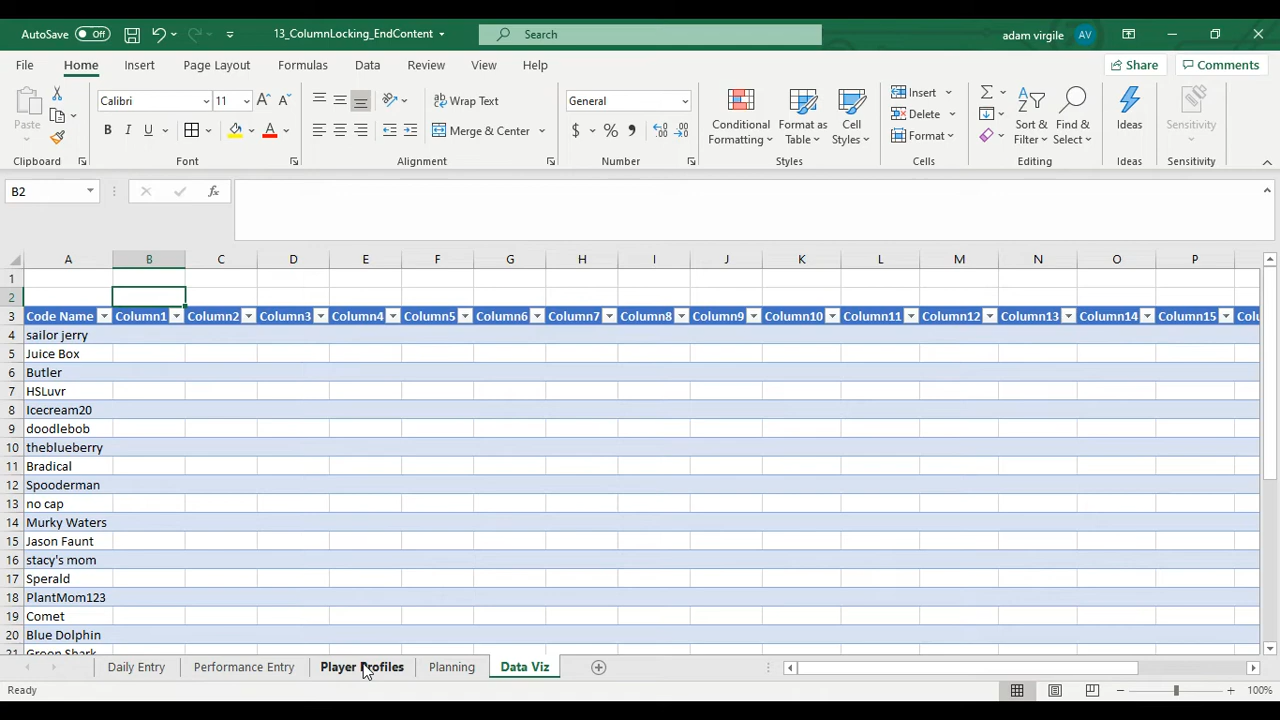 AutoSave Off 13_ColumnLocking_EndContent Search adam virgile AV
File Home Insert Page Layout Formulas Data Review View Help Share Comments
Paste Calibri 11 A A ab Wrap Text General Conditional Formatting Format as Table Cell Styles Insert Sort & Filter Find & Select Ideas Sensitivity
B I U A Merge & Center $ % Delete
Format
Clipboard Font Alignment Number Styles Cells Editing Ideas Sensitivity
B2 fx
A B C D E F G H I J K L M N O P
1
2
3 Code Name Column1 Column2 Column3 Column4 Column5 Column6 Column7 Column8 Column9 Column10 Column11 Column12 Column13 Column14 Column15 Colu
4 sailor jerry
5 Juice Box
6 Butler
7 HSLuvr
8 Icecream20
9 doodlebob
10 theblueberry
11 Bradical
12 Spooderman
13 no cap
14 Murky Waters
15 Jason Faunt
16 stacy's mom
17 Sperald
18 PlantMom123
19 Comet
20 Blue Dolphin
21 Green Shark
Daily Entry Performance Entry Player Profiles Planning Data Viz
Ready 100%